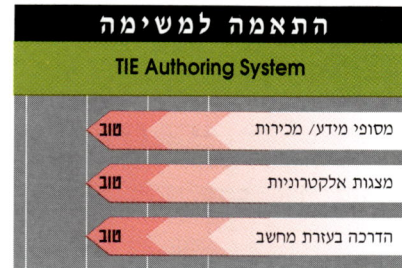 התאמה למשימה
TIE Authoring System
מסופי מידע/ מכירות
טוב
מצגות אלקטרוניות
טוב
הדרכה בעזרת מחשב
טוב